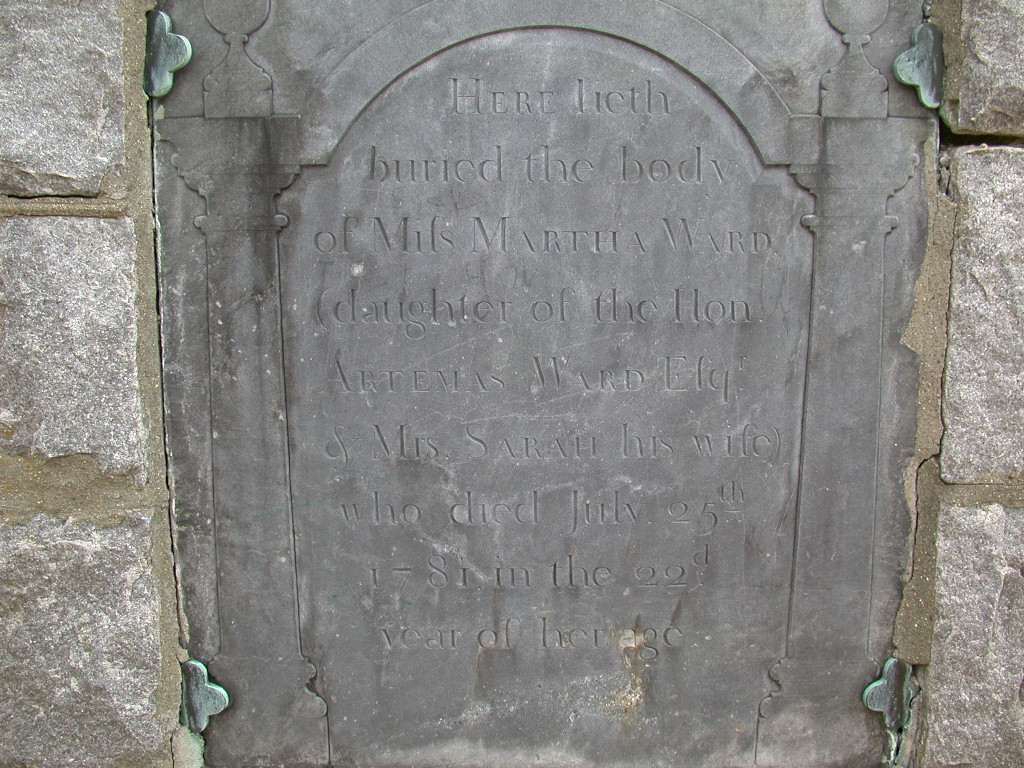 HERE lieth
buried the body
of Miſs MARTHA WARD,
(daughter of the Hon
ARTEMAS WARD Eſqr
& Mrs. SARAH his wife)
who died July 25th
1781 in the 22d
year of her age